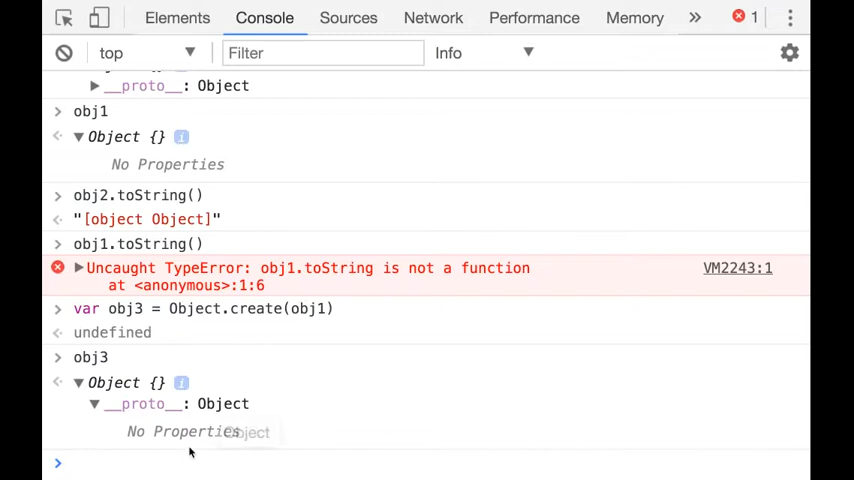 Elements Console Sources Network Performance Memory » 1
top Filter Info
__proto__: Object
obj1
Object {} i
No Properties
obj2.toString()
"[object Object]"
obj1.toString()
Uncaught TypeError: obj1.toString is not a function VM2243:1
at <anonymous>:1:6
var obj3 = Object.create(obj1)
undefined
obj3
Object {} i
__proto__: Object
No Properties Object